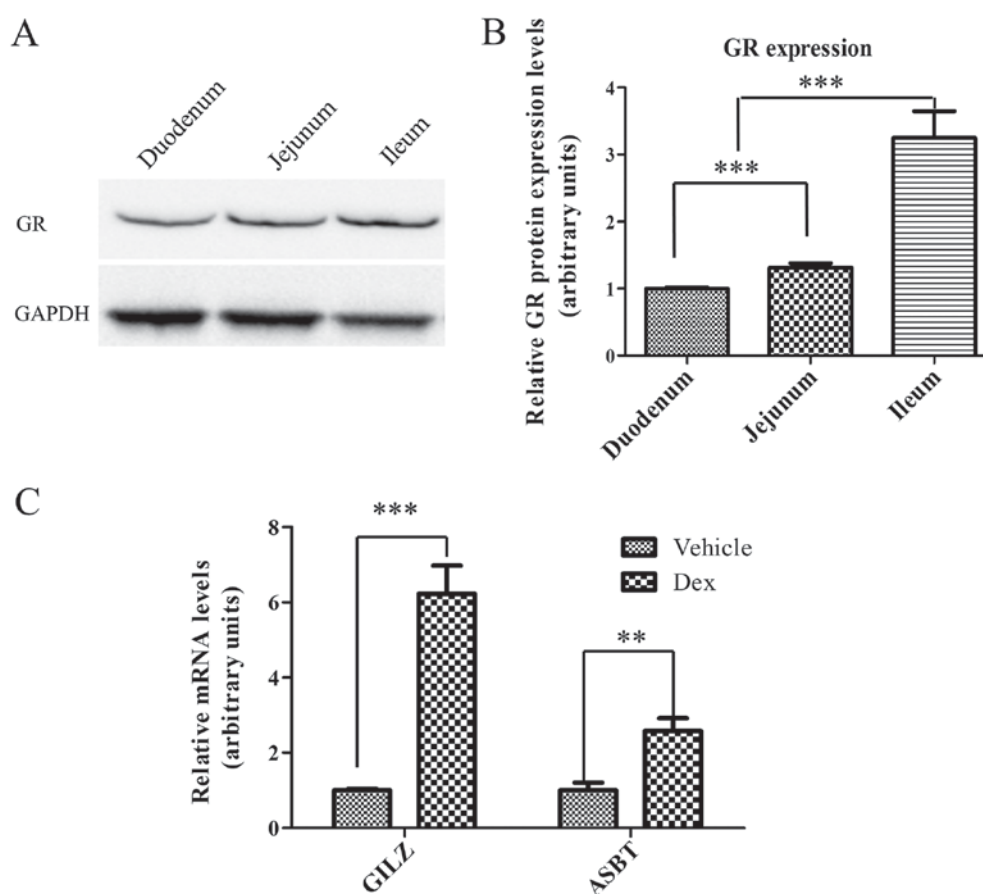 A
Duodenum
Jejunum
Ileum
GR
GAPDH
B
GR expression
Relative GR protein expression levels
(arbitrary units)
***
***
4
3
2
1
0
Duodenum
Jejunum
Ileum
C
Relative mRNA levels
(arbitrary units)
8
6
4
2
0
***
**
Vehicle
Dex
GILZ
ASBT